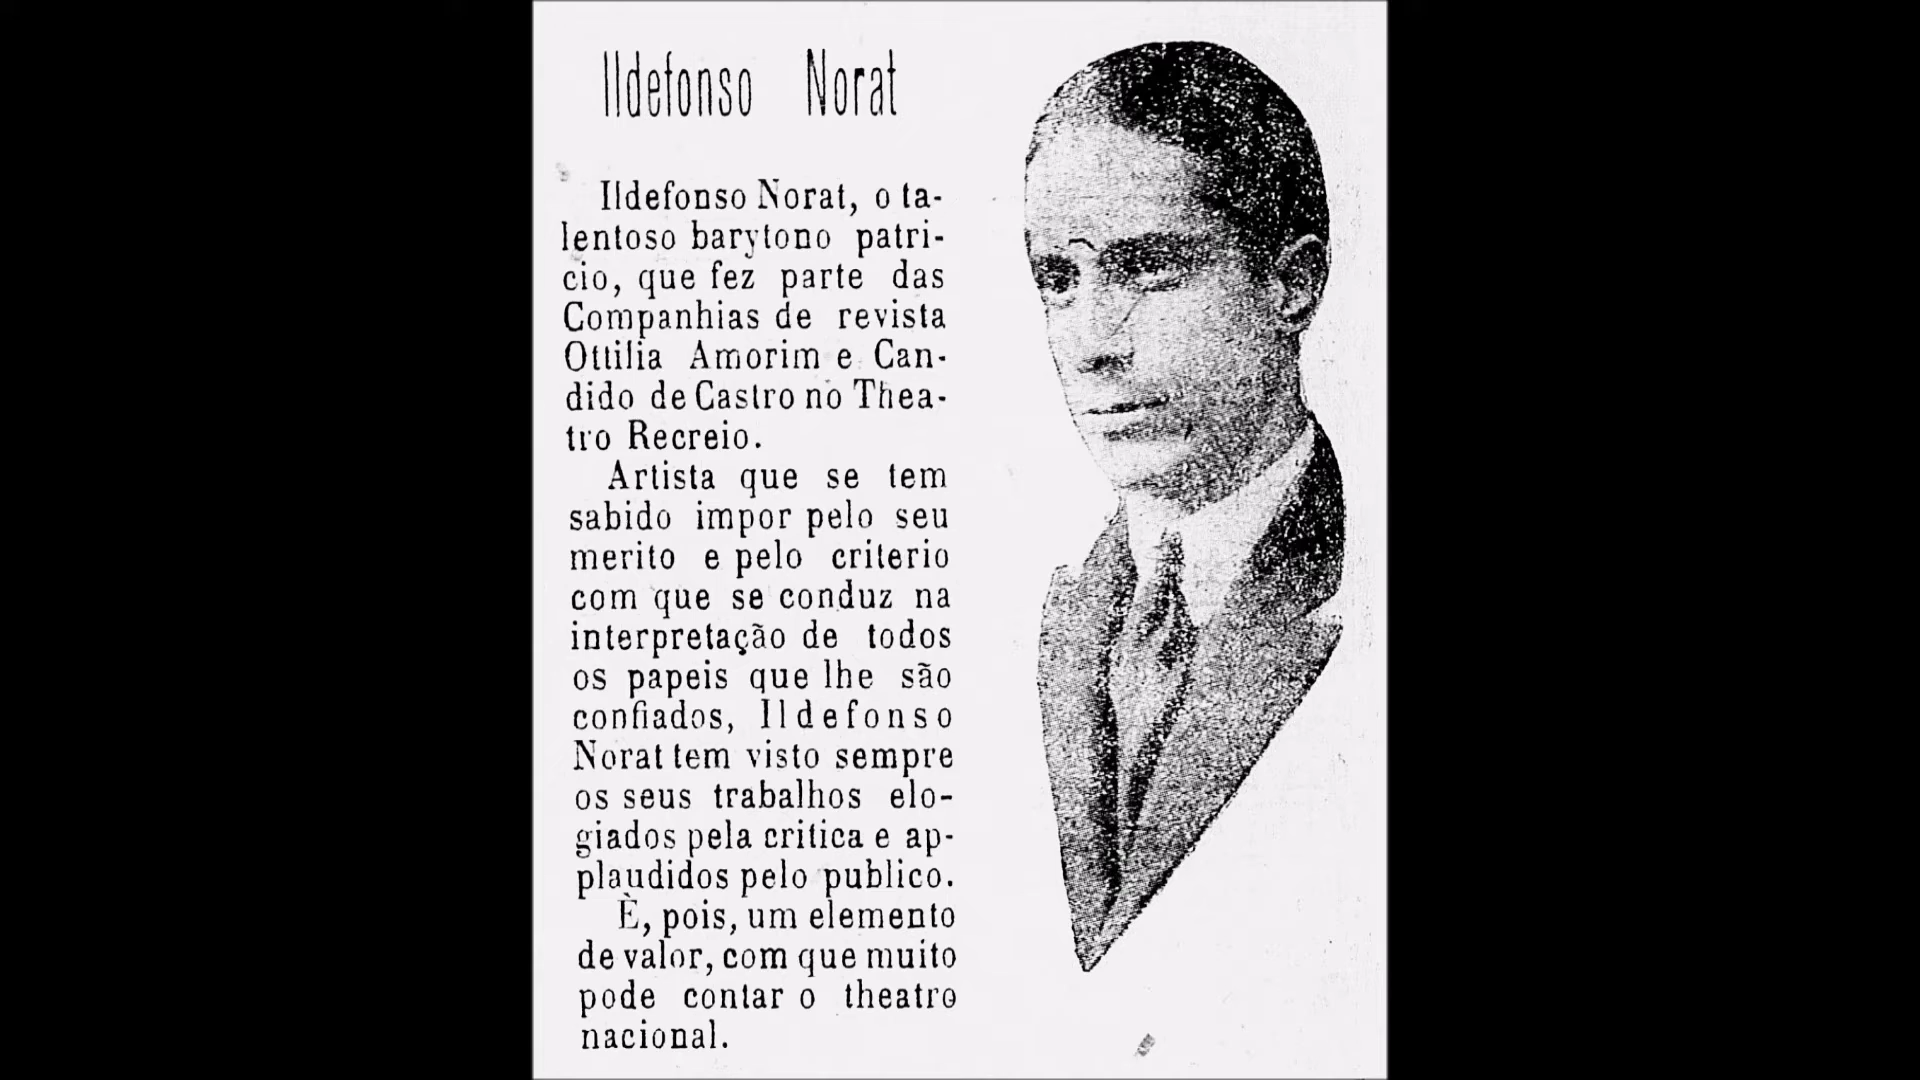 Ildefonso Norat
Ildefonso Norat, o ta-
lentoso barytono patri-
cio, que fez parte das
Companhias de revista
Ottilia Amorim e Can-
dido de Castro no Thea-
tro Recreio.
Artista que se tem
sabido impor pelo seu
merito e pelo criterio
com que se conduz na
interpretação de todos
os papeis que lhe são
confiados, Ildefonso
Norat tem visto sempre
os seus trabalhos elo-
giados pela critica e ap-
plaudidos pelo publico.
È, pois, um elemento
de valor, com que muito
pode contar o theatro
nacional.